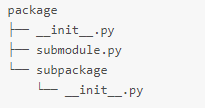 package
├── __init__.py
├── submodule.py
└── subpackage
    └── __init__.py